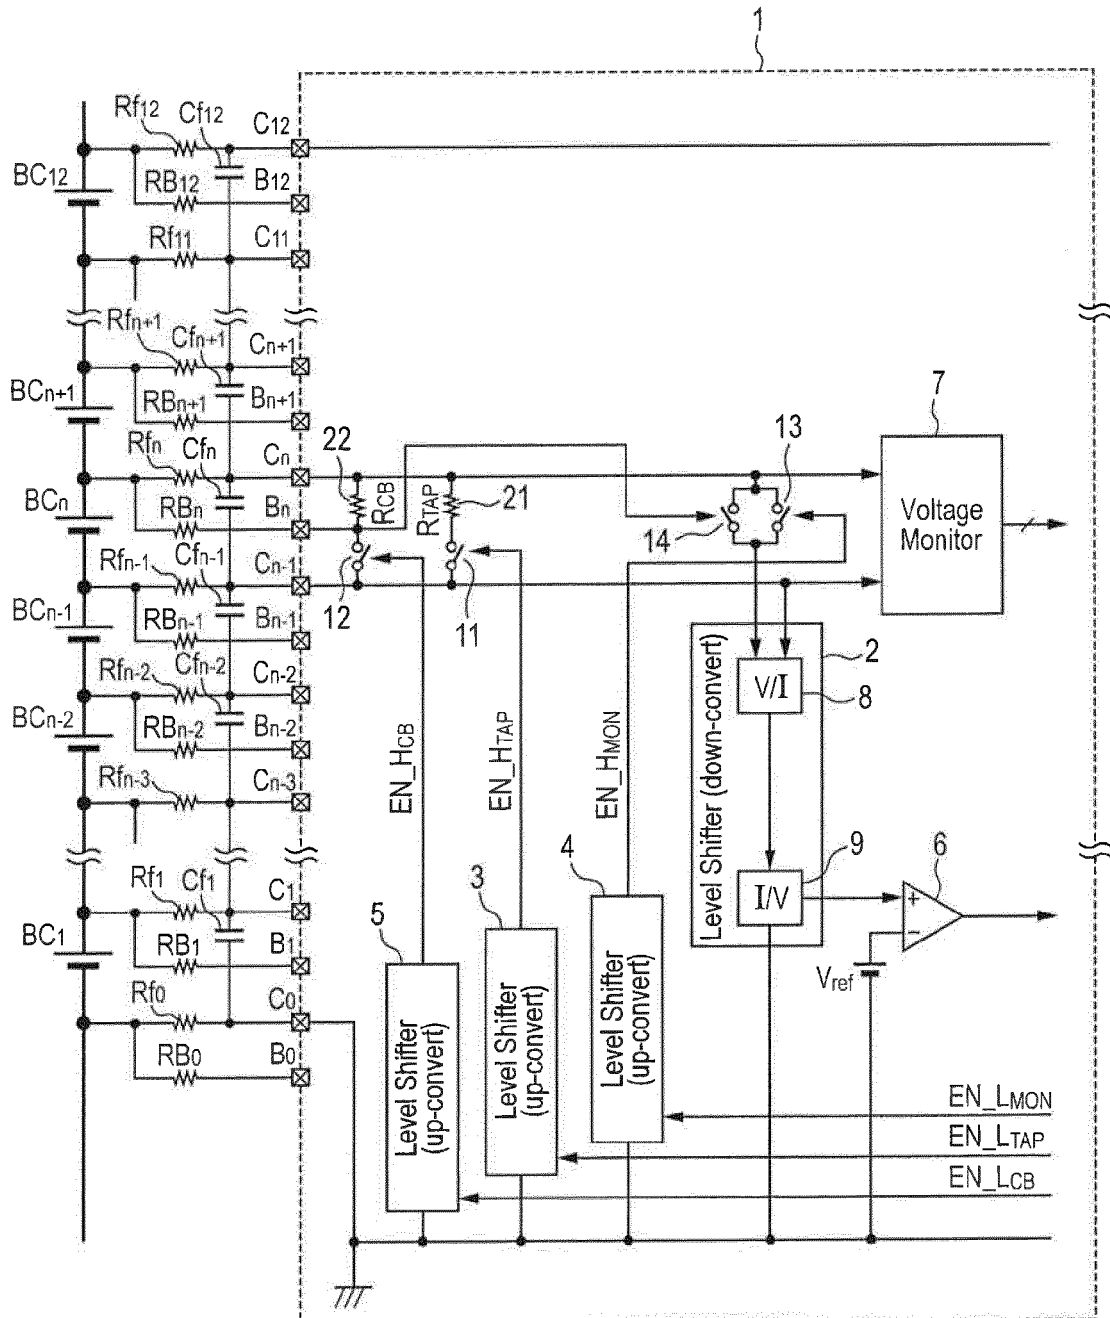 1
Rf12
Cf12
C12
BC12
RB12
B12
Rf11
C11
Rfn+1
Cfn+1
Cn+1
BCn+1
RBn+1
Bn+1
7
Rfn
Cfn
Cn
22
13
BCn
RBn
Bn
RCB
RTAP
21
14
Voltage
Monitor
Rfn-1
Cfn-1
Cn-1
12
11
BCn-1
RBn-1
Bn-1
2
Rfn-2
Cfn-2
Cn-2
V/I
8
BCn-2
RBn-2
Bn-2
EN_HCB
EN_HTAP
EN_HMON
Level Shifter (down-convert)
Rfn-3
Cn-3
4
9
6
Rf1
Cf1
C1
3
I/V
+
−
BC1
RB1
B1
5
Vref
Rf0
C0
RB0
B0
Level Shifter
(up-convert)
Level Shifter
(up-convert)
Level Shifter
(up-convert)
EN_LMON
EN_LTAP
EN_LCB